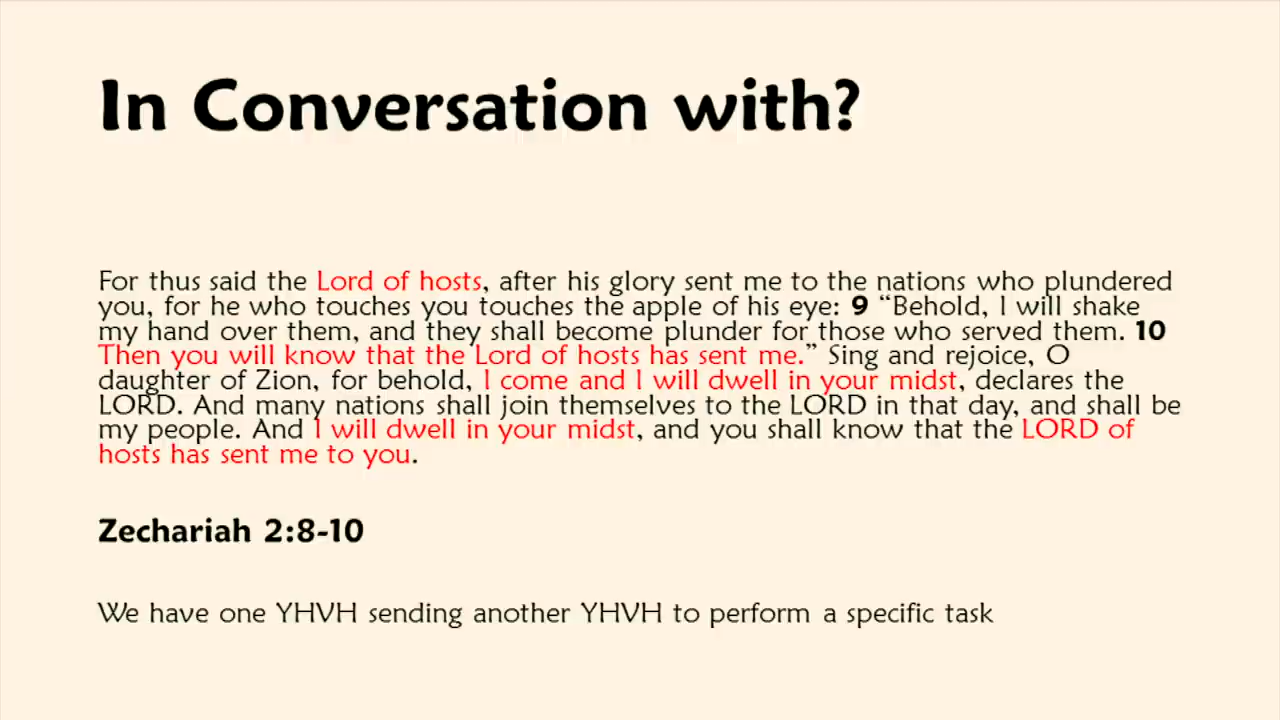 In Conversation with?
For thus said the Lord of hosts, after his glory sent me to the nations who plundered
you, for he who touches you touches the apple of his eye: 9 “Behold, I will shake
my hand over them, and they shall become plunder for those who served them. 10
Then you will know that the Lord of hosts has sent me.” Sing and rejoice, O
daughter of Zion, for behold, I come and I will dwell in your midst, declares the
LORD. And many nations shall join themselves to the LORD in that day, and shall be
my people. And I will dwell in your midst, and you shall know that the LORD of
hosts has sent me to you.
Zechariah 2:8-10
We have one YHVH sending another YHVH to perform a specific task